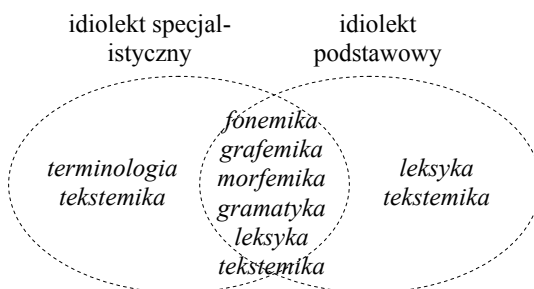 idiolekt specjal-
istyczny
idiolekt
podstawowy
terminologia
tekstemika
fonemika
grafemika
morfemika
gramatyka
leksyka
tekstemika
leksyka
tekstemika